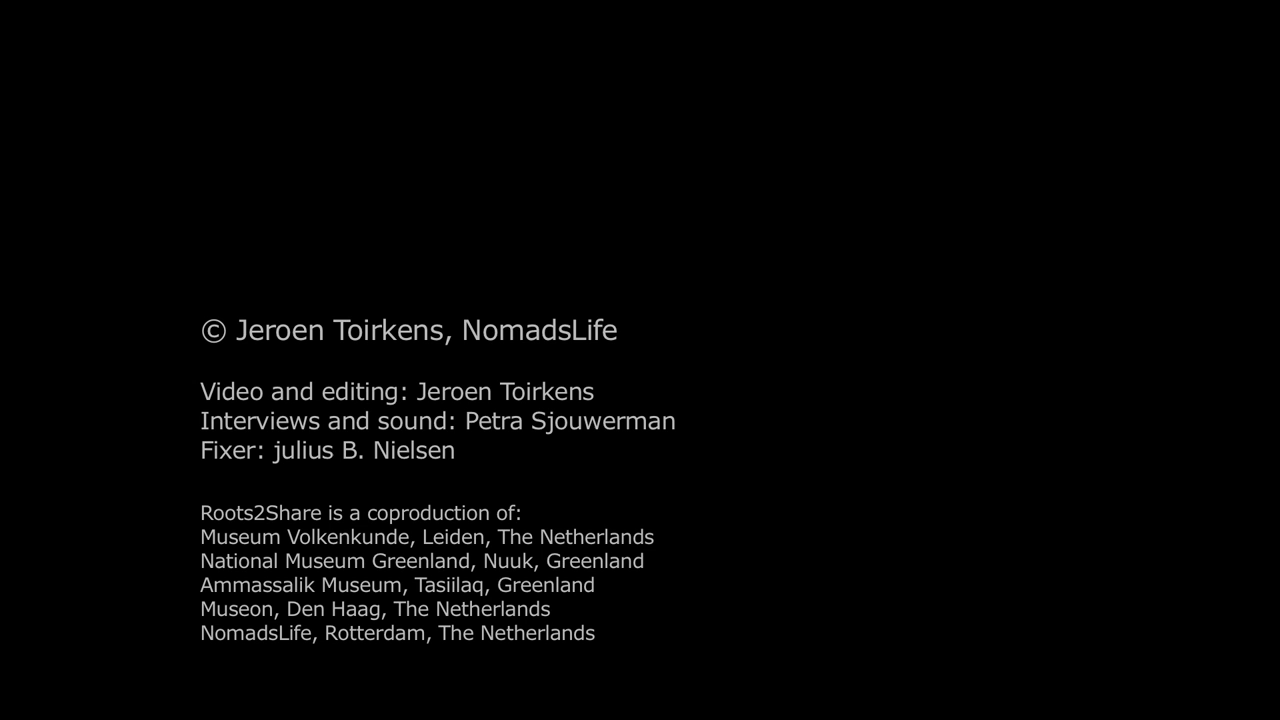 © Jeroen Toirkens, NomadsLife
Video and editing: Jeroen Toirkens
Interviews and sound: Petra Sjouwerman
Fixer: julius B. Nielsen
Roots2Share is a coproduction of:
Museum Volkenkunde, Leiden, The Netherlands
National Museum Greenland, Nuuk, Greenland
Ammassalik Museum, Tasiilaq, Greenland
Museon, Den Haag, The Netherlands
NomadsLife, Rotterdam, The Netherlands